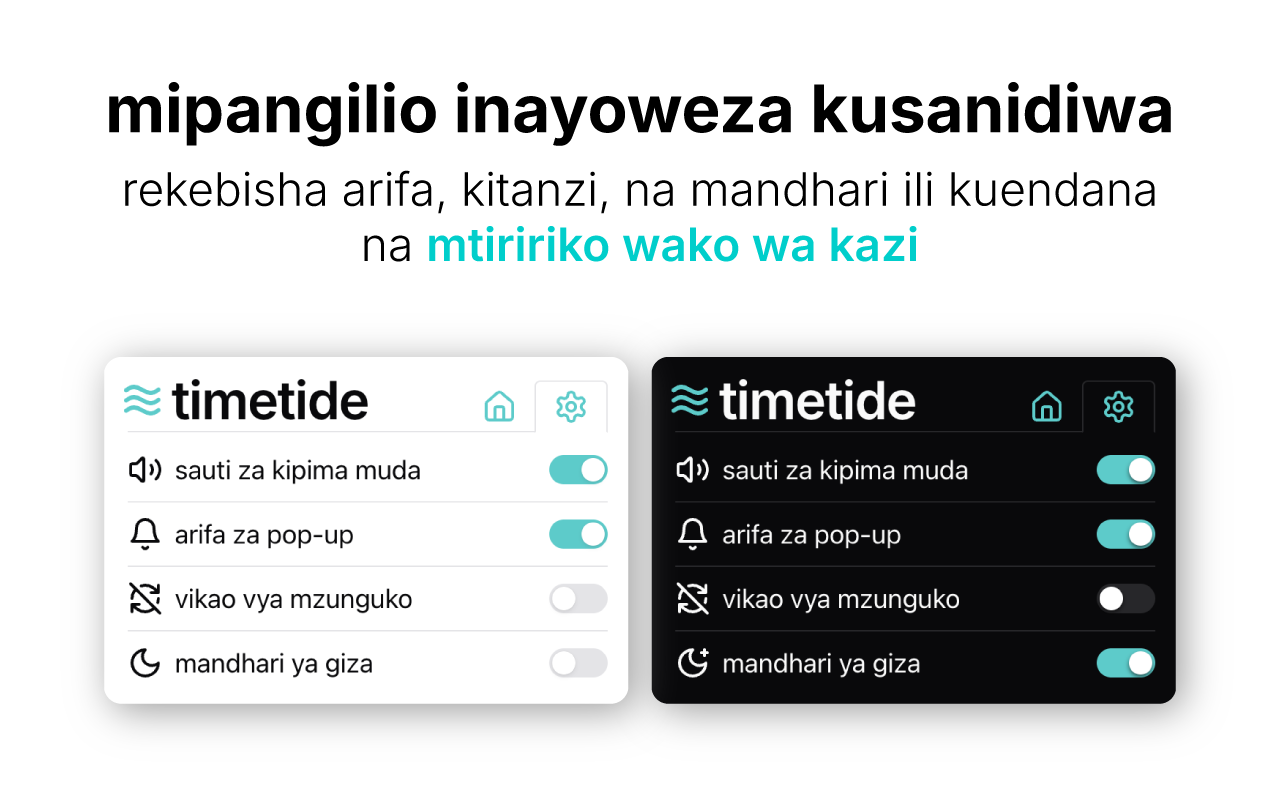 mipangilio inayoweza kusanidiwa
rekebisha arifa, kitanzi, na mandhari ili kuendana
na mtiririko wako wa kazi
timetide
sauti za kipima muda
arifa za pop-up
vikao vya mzunguko
mandhari ya giza
timetide
sauti za kipima muda
arifa za pop-up
vikao vya mzunguko
mandhari ya giza